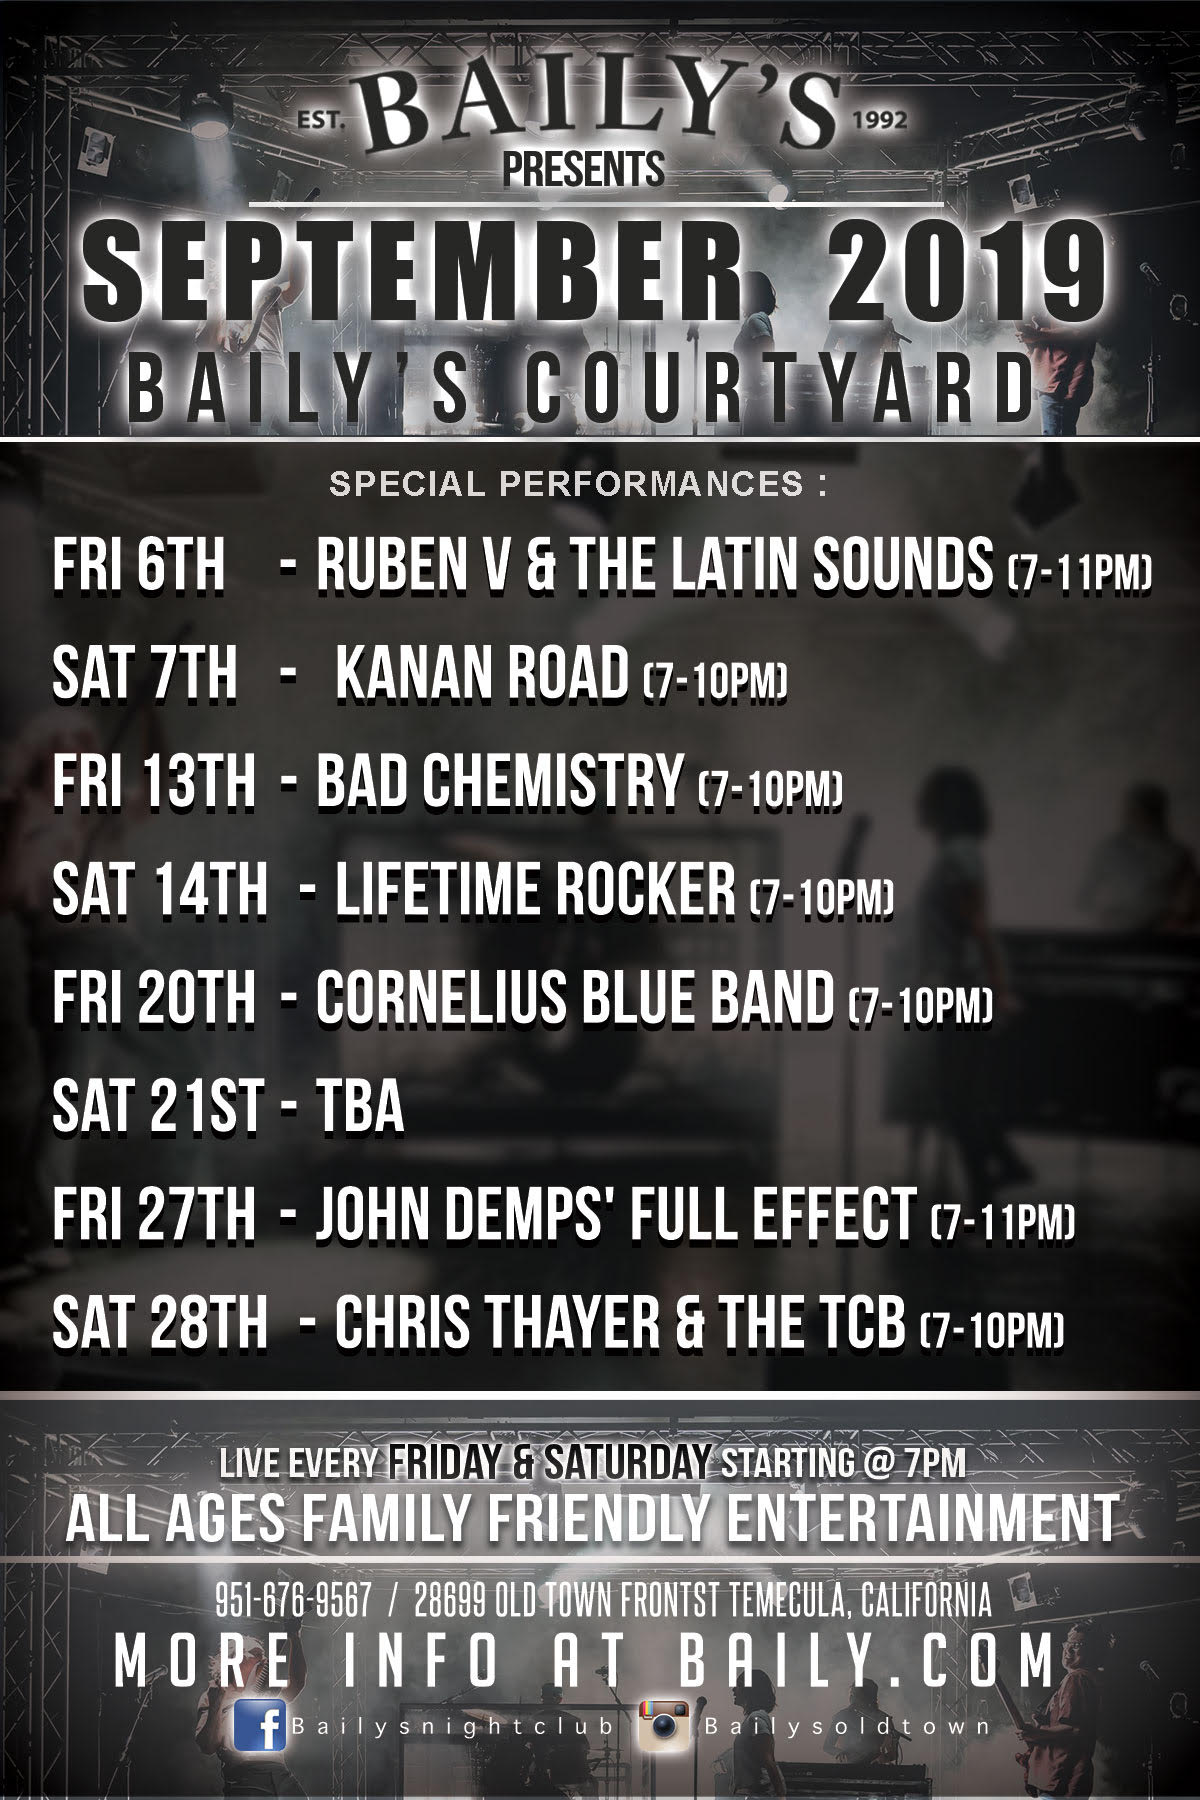 EST. BAILY'S 1992
PRESENTS
SEPTEMBER 2019
BAILY'S COURTYARD
SPECIAL PERFORMANCES :
FRI 6TH - RUBEN V & THE LATIN SOUNDS (7-11PM)
SAT 7TH - KANAN ROAD (7-10PM)
FRI 13TH - BAD CHEMISTRY (7-10PM)
SAT 14TH - LIFETIME ROCKER (7-10PM)
FRI 20TH - CORNELIUS BLUE BAND (7-10PM)
SAT 21ST - TBA
FRI 27TH - JOHN DEMPS' FULL EFFECT (7-11PM)
SAT 28TH - CHRIS THAYER & THE TCB (7-10PM)
LIVE EVERY FRIDAY & SATURDAY STARTING @ 7PM
ALL AGES FAMILY FRIENDLY ENTERTAINMENT
951-676-9567 / 28699 OLD TOWN FRONTST TEMECULA, CALIFORNIA
MORE INFO AT BAILY.COM
f Bailysnightclub Bailysoldtown